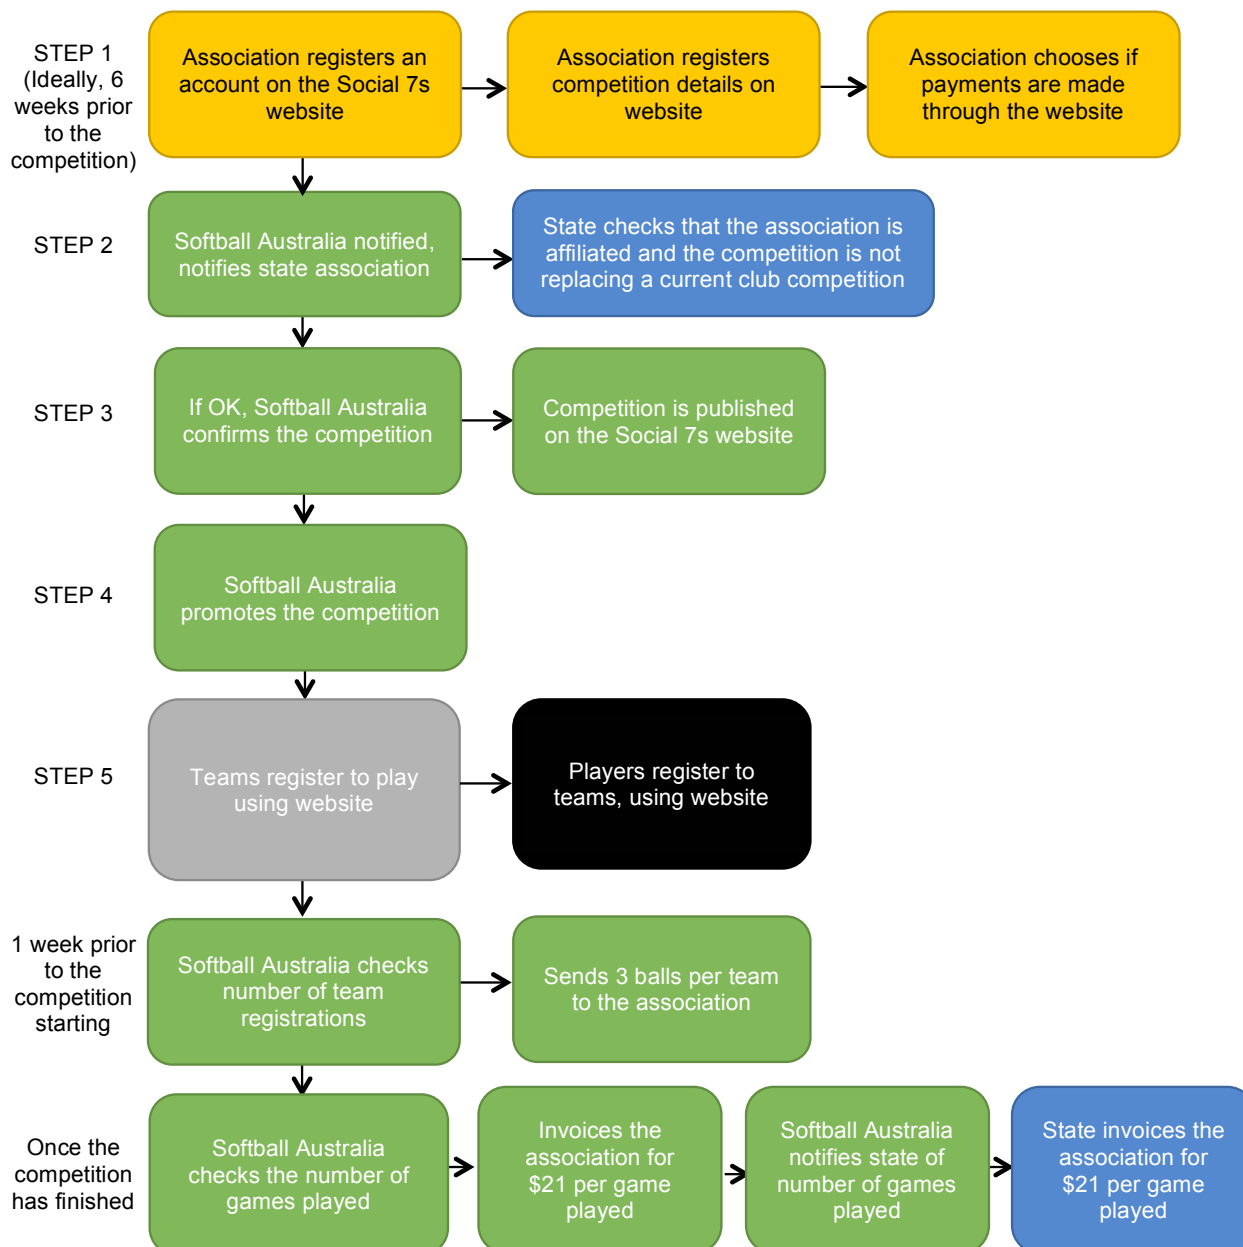 STEP 1
(Ideally, 6
weeks prior
to the
competition)
Association registers an
account on the Social 7s
website
Association registers
competition details on
website
Association chooses if
payments are made
through the website
STEP 2
Softball Australia notified,
notifies state association
State checks that the association is
affiliated and the competition is not
replacing a current club competition
STEP 3
If OK, Softball Australia
confirms the competition
Competition is published
on the Social 7s website
STEP 4
Softball Australia
promotes the competition
STEP 5
Teams register to play
using website
Players register to
teams, using website
1 week prior
to the
competition
starting
Softball Australia checks
number of team
registrations
Sends 3 balls per team
to the association
Once the
competition
has finished
Softball Australia
checks the number of
games played
Invoices the
association for
$21 per game
played
Softball Australia
notifies state of
number of games
played
State invoices the
association for
$21 per game
played